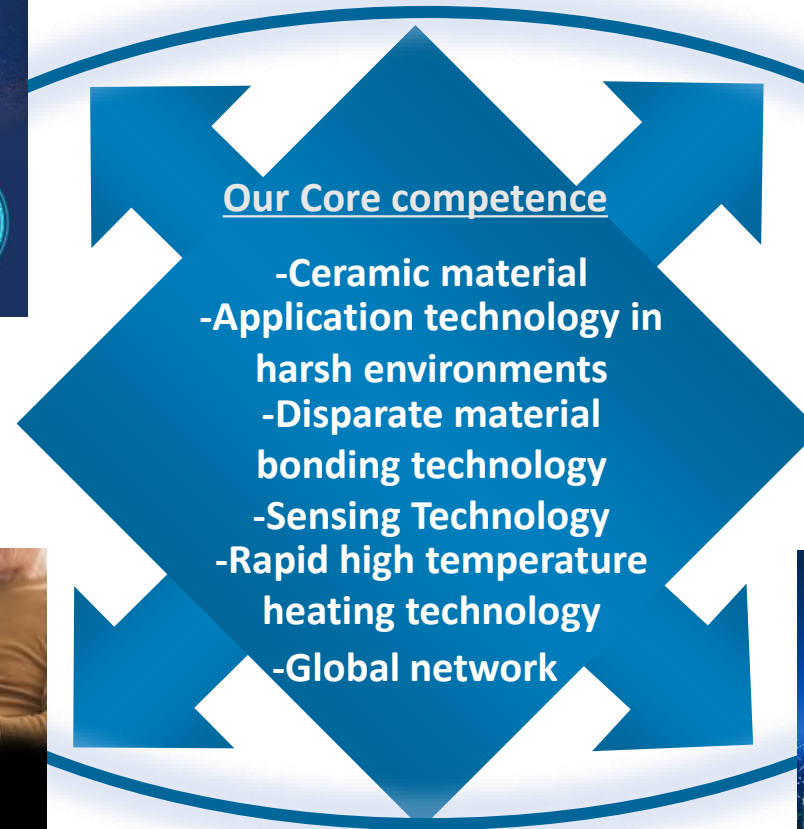 Our Core competence
-Ceramic material
-Application technology in
harsh environments
-Disparate material
bonding technology
-Sensing Technology
-Rapid high temperature
heating technology
-Global network